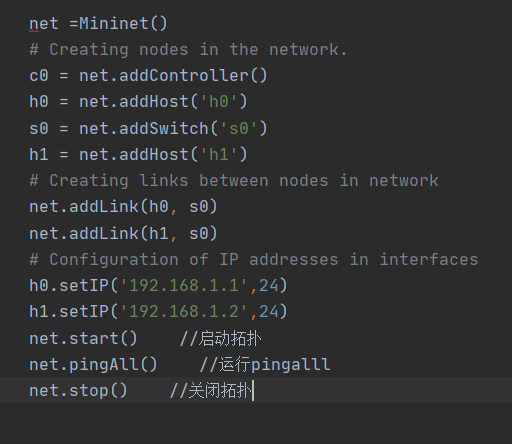 net =Mininet()
# Creating nodes in the network.
c0 = net.addController()
h0 = net.addHost('h0')
s0 = net.addSwitch('s0')
h1 = net.addHost('h1')
# Creating links between nodes in network
net.addLink(h0, s0)
net.addLink(h1, s0)
# Configuration of IP addresses in interfaces
h0.setIP('192.168.1.1',24)
h1.setIP('192.168.1.2',24)
net.start()    //启动拓扑
net.pingAll()    //运行pingalll
net.stop()    //关闭拓扑